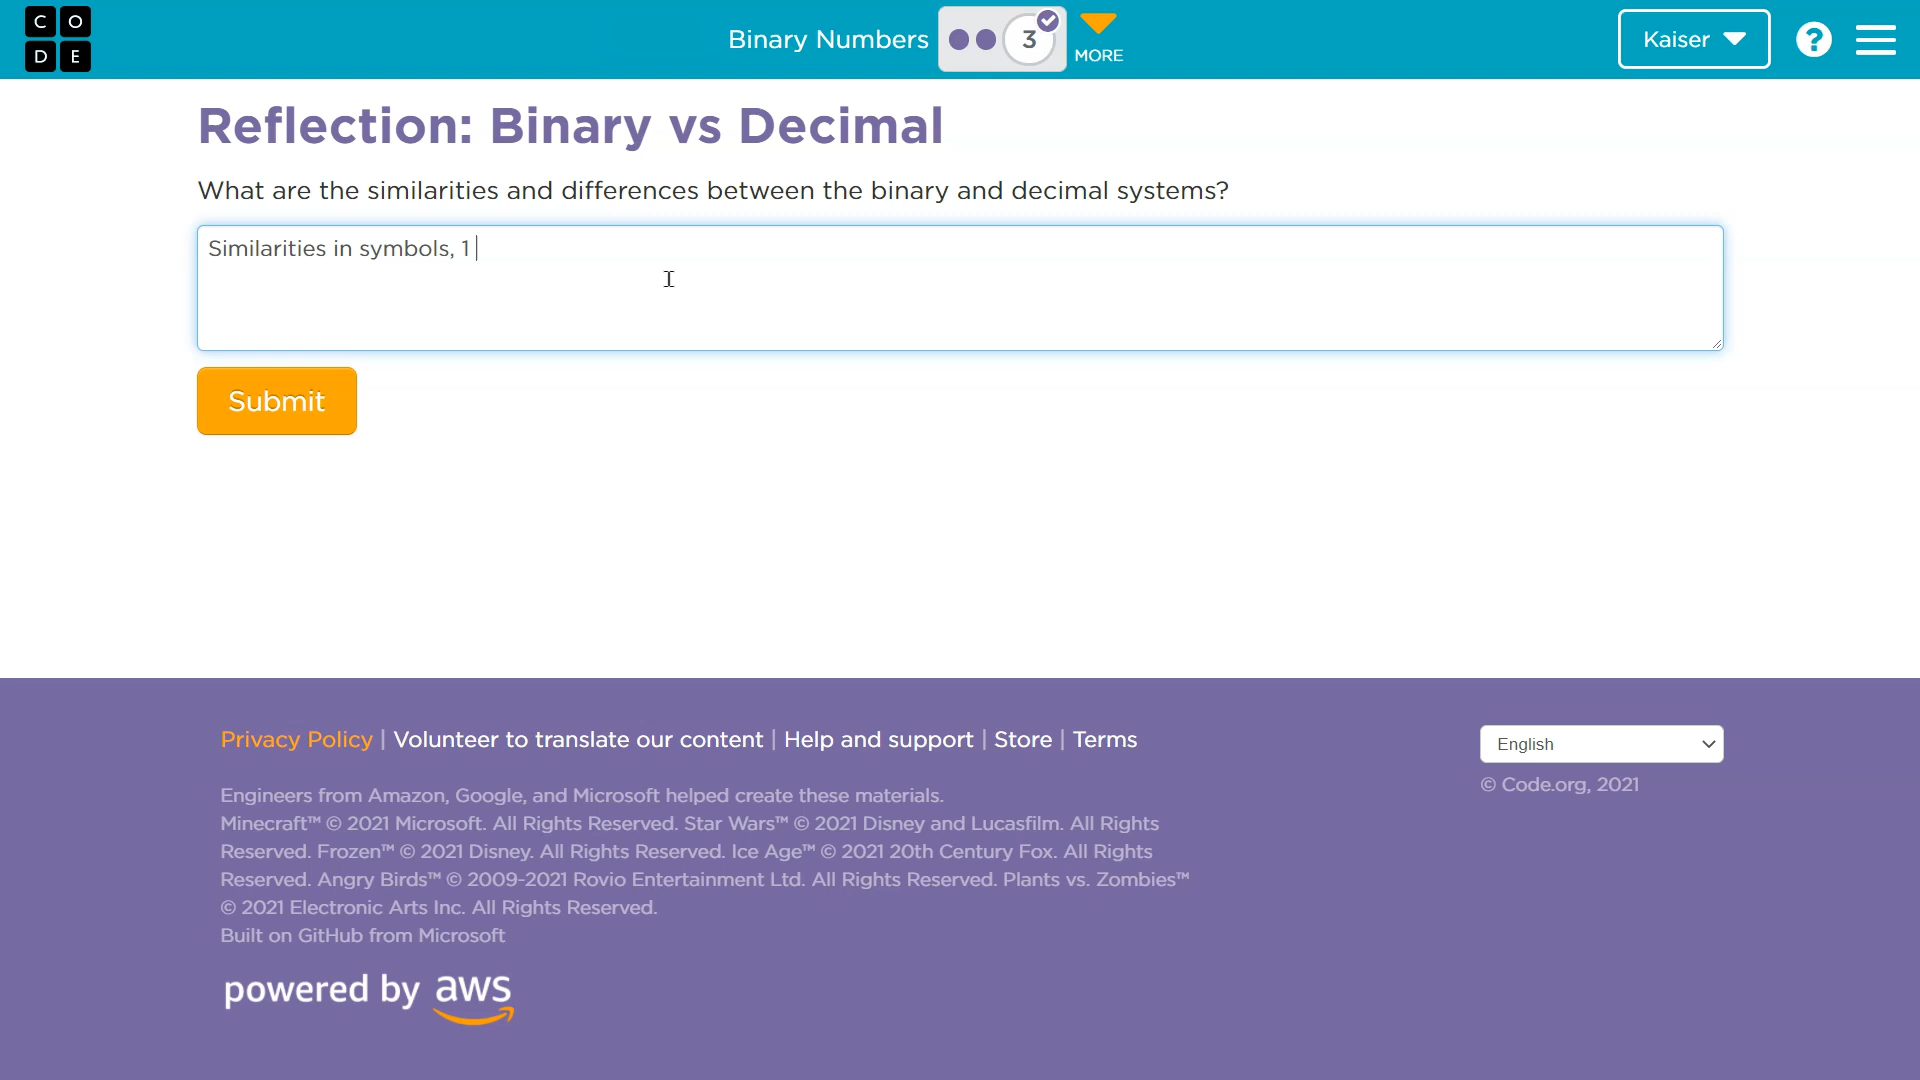 C O
D E
Binary Numbers
3
MORE
Kaiser
?
Reflection: Binary vs Decimal
What are the similarities and differences between the binary and decimal systems?
Similarities in symbols, 1
Submit
Privacy Policy | Volunteer to translate our content | Help and support | Store | Terms
English
© Code.org, 2021
Engineers from Amazon, Google, and Microsoft helped create these materials.
Minecraft™ © 2021 Microsoft. All Rights Reserved. Star Wars™ © 2021 Disney and Lucasfilm. All Rights
Reserved. Frozen™ © 2021 Disney. All Rights Reserved. Ice Age™ © 2021 20th Century Fox. All Rights
Reserved. Angry Birds™ © 2009-2021 Rovio Entertainment Ltd. All Rights Reserved. Plants vs. Zombies™
© 2021 Electronic Arts Inc. All Rights Reserved.
Built on GitHub from Microsoft
powered by aws